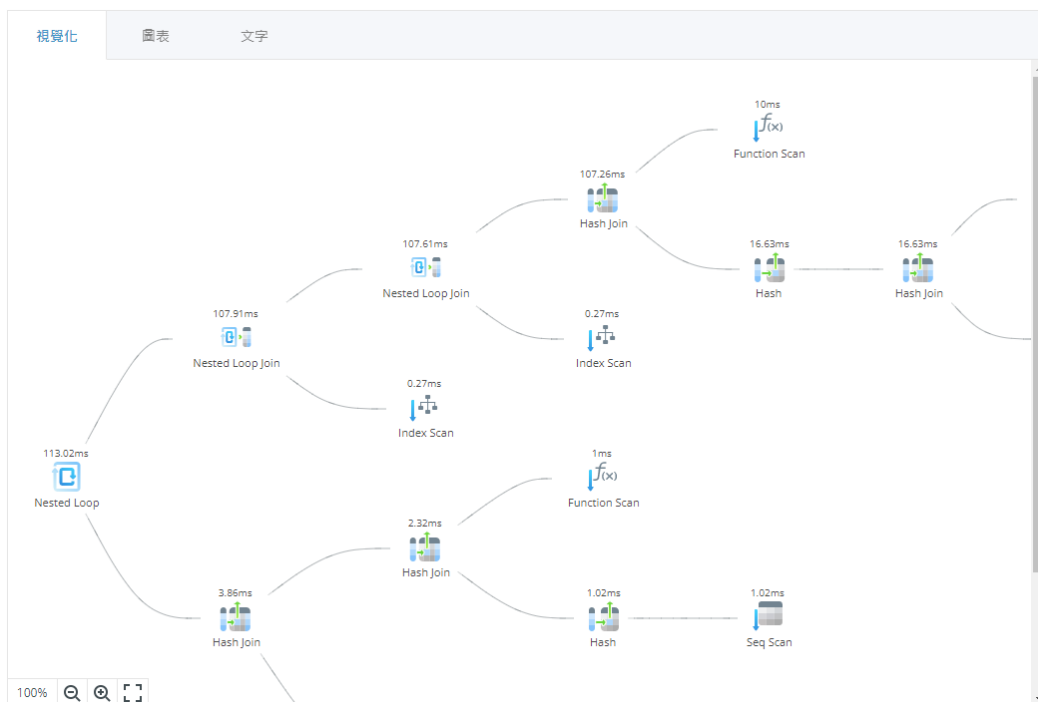 視覺化
圖表
文字
10ms
f(x)
Function Scan
107.26ms
Hash Join
107.61ms
Nested Loop Join
16.63ms
Hash
16.63ms
Hash Join
107.91ms
Nested Loop Join
0.27ms
Index Scan
0.27ms
Index Scan
113.02ms
Nested Loop
1ms
f(x)
Function Scan
2.32ms
Hash Join
3.86ms
Hash Join
1.02ms
Hash
1.02ms
Seq Scan
100%